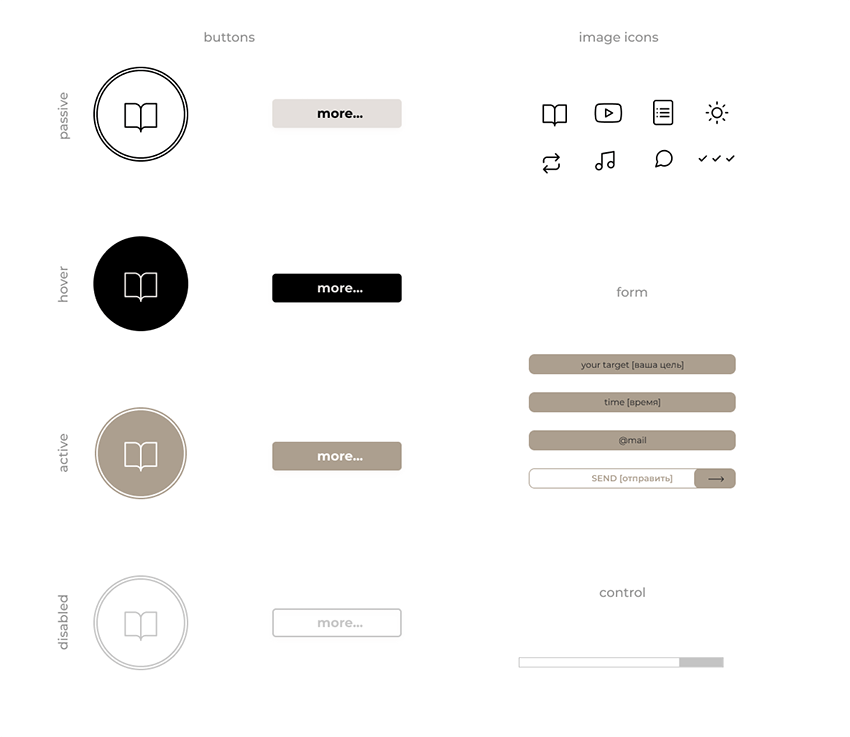 buttons
image icons
passive
more...
hover
more...
form
your target [ваша цель]
time [время]
@mail
active
more...
SEND [отправить]
control
disabled
more...